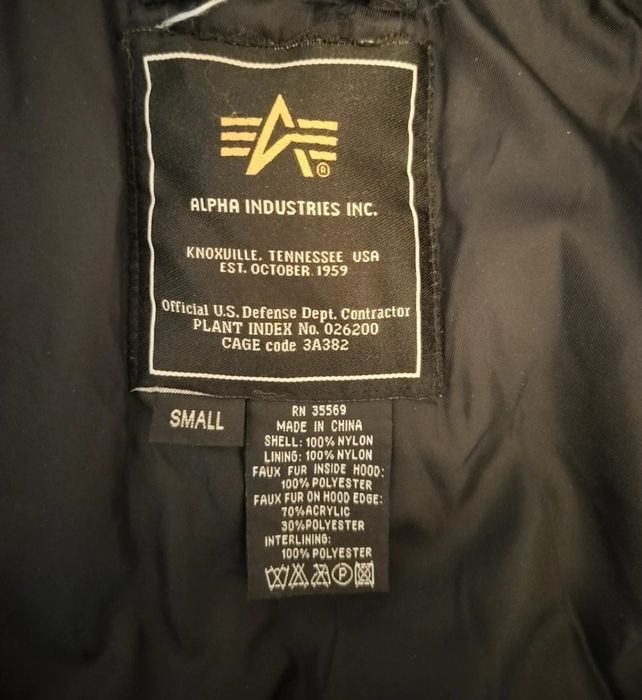 ®
ALPHA INDUSTRIES INC.
KNOXVILLE, TENNESSEE USA
EST. OCTOBER 1959
Official U.S. Defense Dept. Contractor
PLANT INDEX No. 026200
CAGE code 3A382
SMALL
RN 35569
MADE IN CHINA
SHELL: 100% NYLON
LINING: 100% NYLON
FAUX FUR INSIDE HOOD:
100% POLYESTER
FAUX FUR ON HOOD EDGE:
70% ACRYLIC
30% POLYESTER
INTERLINING:
100% POLYESTER
P